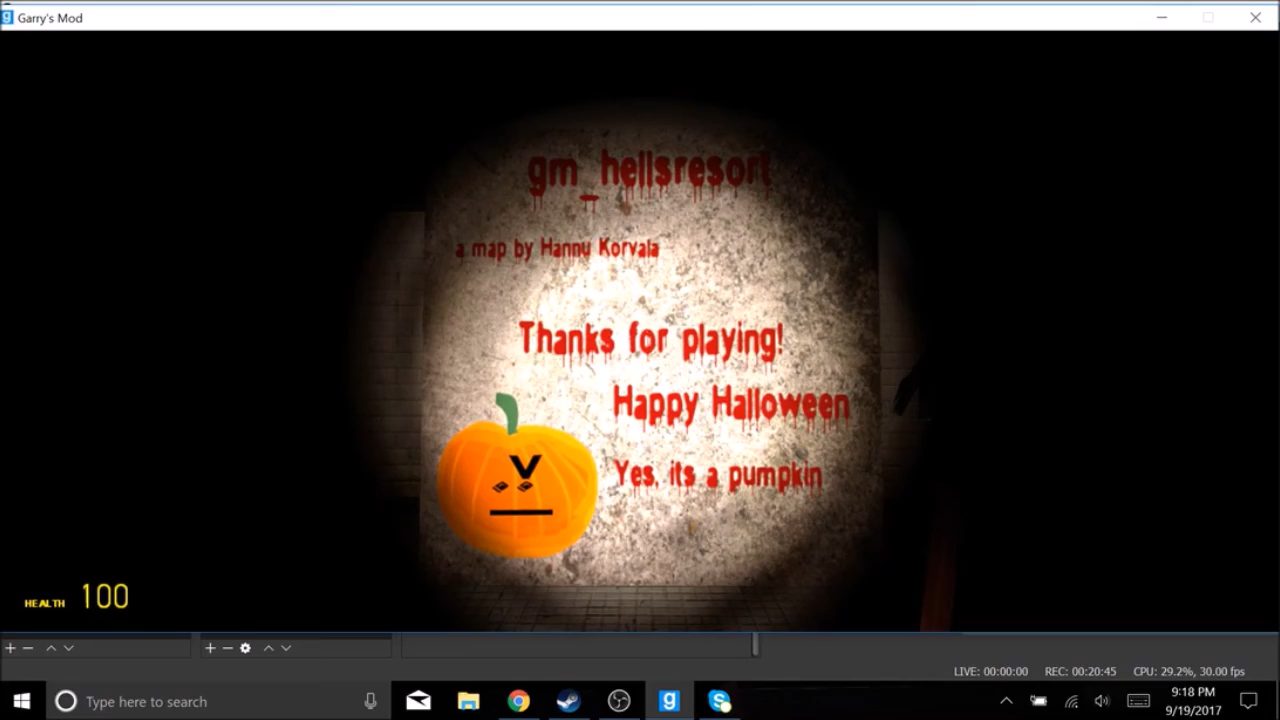 Garry's Mod
gm_hellsresort
a map by Hannu Korvala
Thanks for playing!
Happy Halloween
Yes, its a pumpkin
HEALTH 100
LIVE: 00:00:00 REC: 00:20:45 CPU: 29.2%, 30.00 fps
Type here to search
9:18 PM
9/19/2017